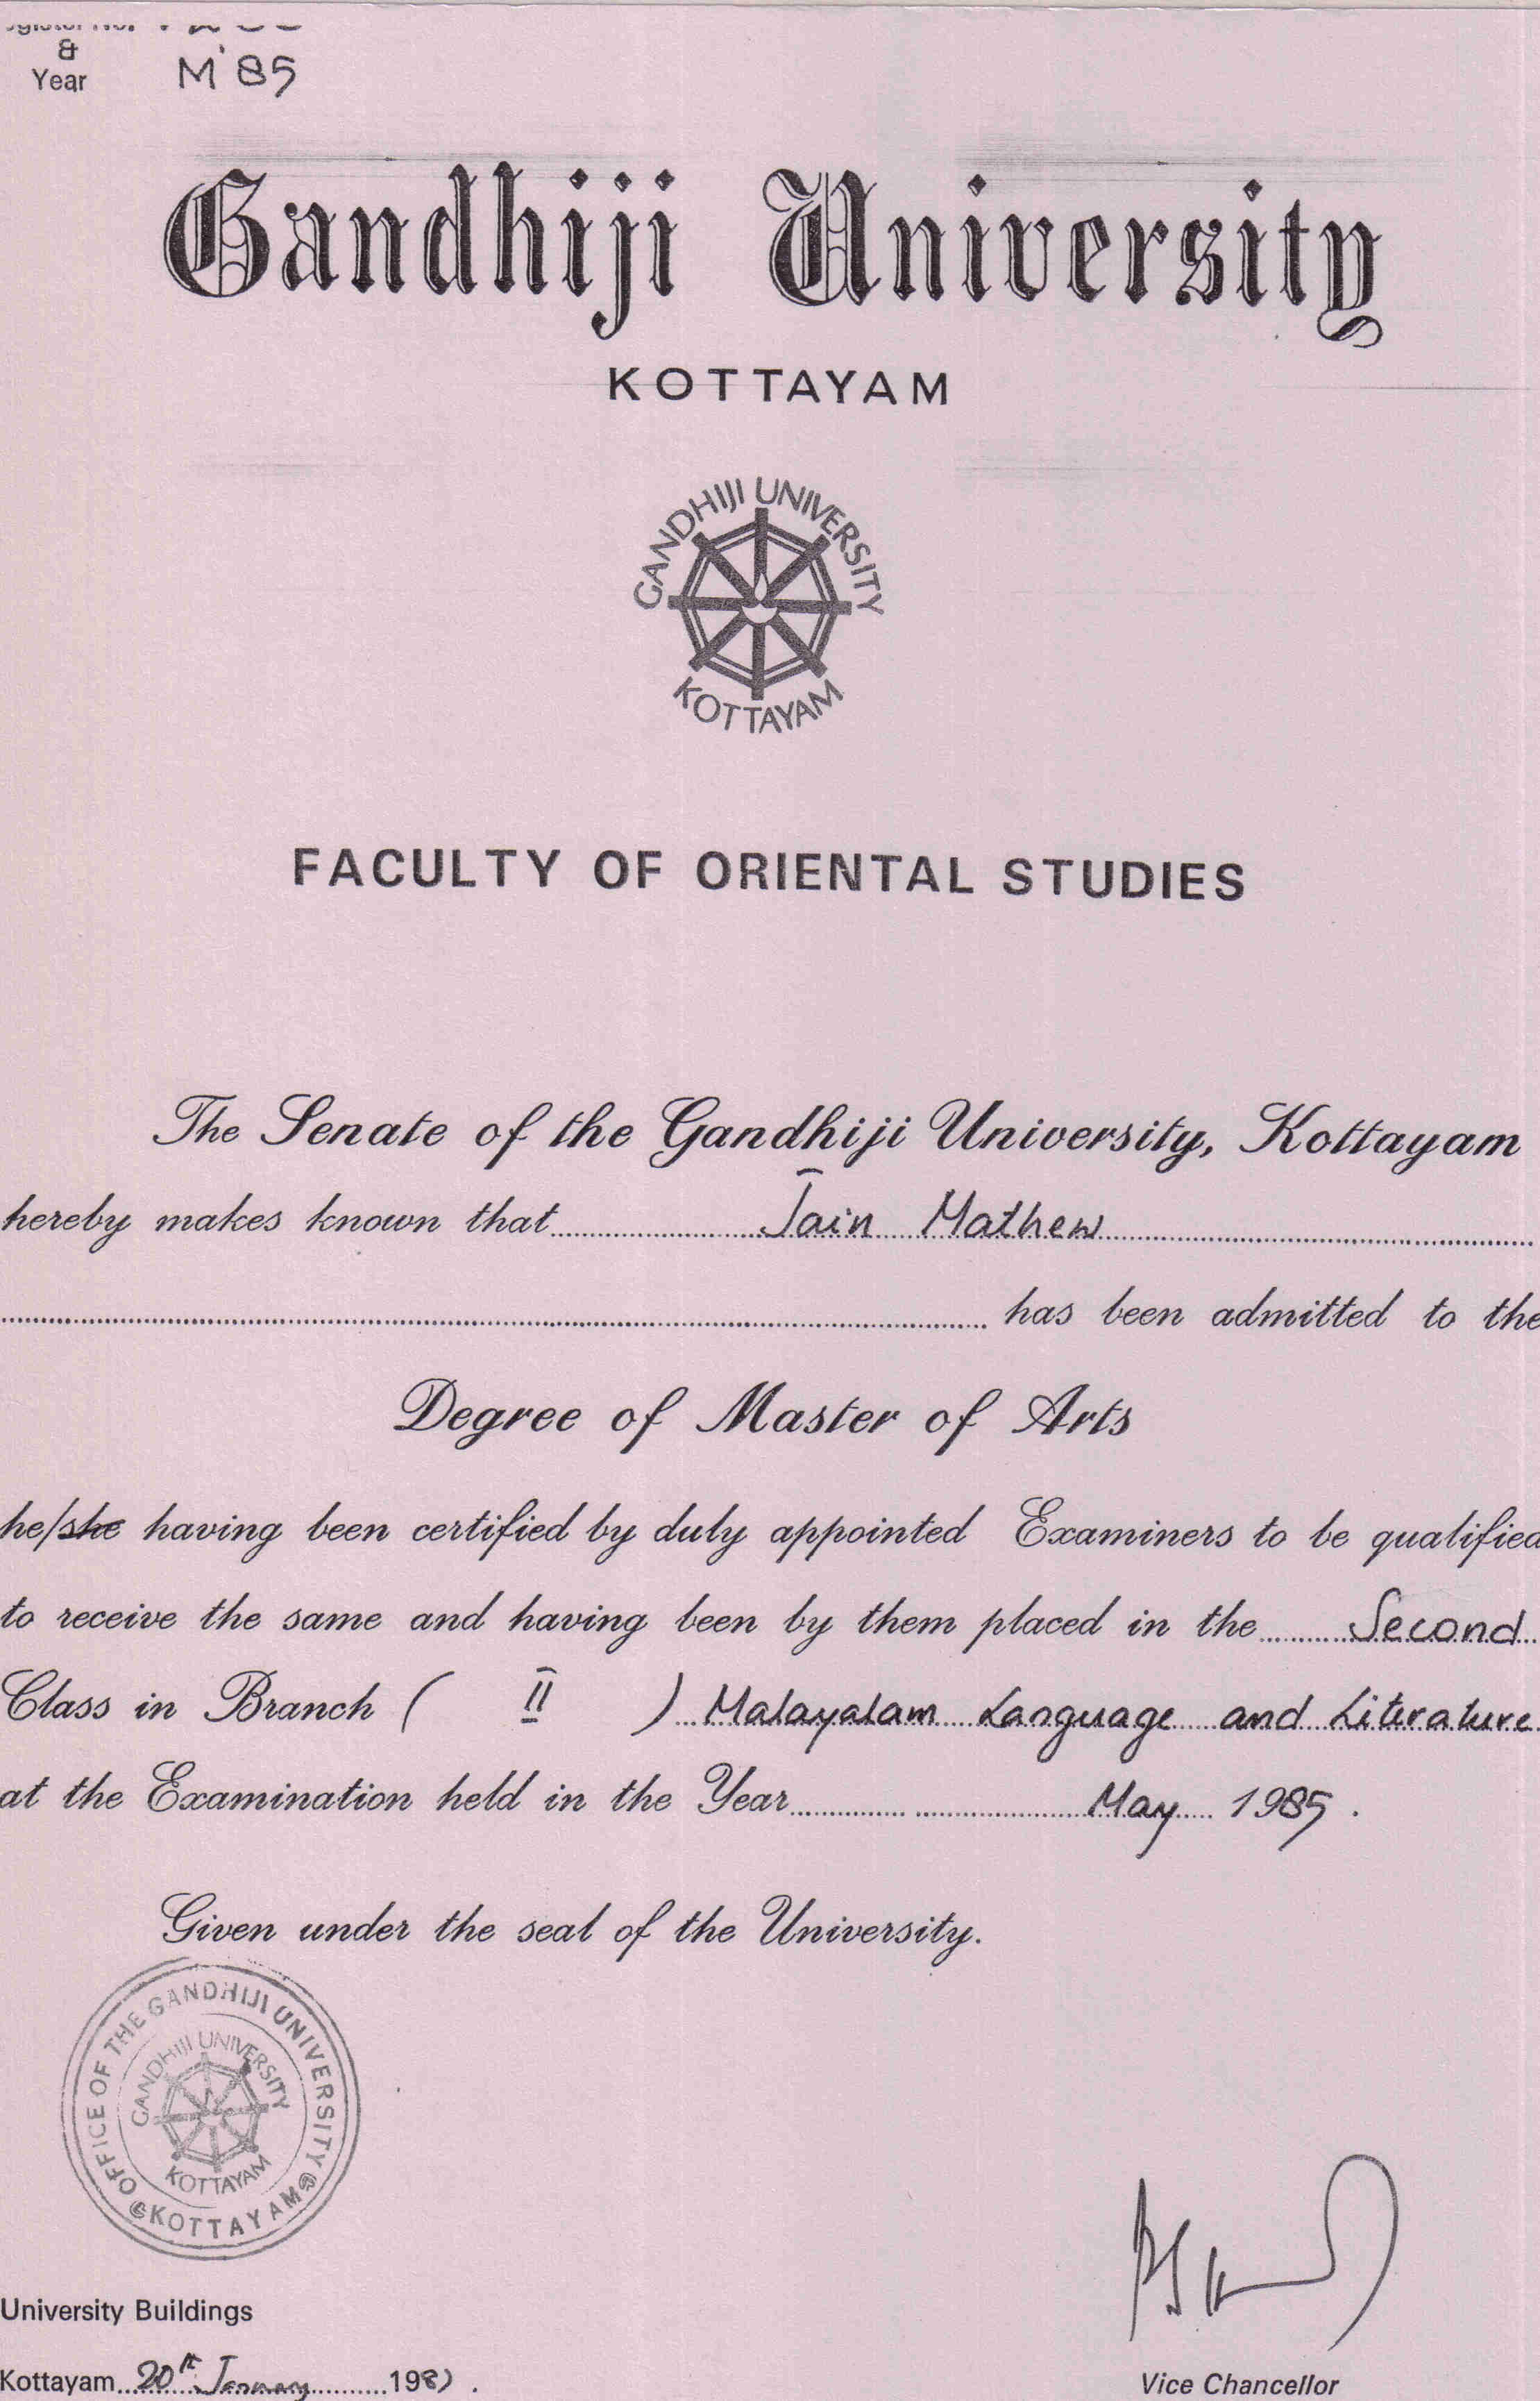 &
Year M'85
Gandhiji University
KOTTAYAM
GANDHIJI UNIVERSITY
KOTTAYAM
FACULTY OF ORIENTAL STUDIES
The Senate of the Gandhiji University, Kottayam
hereby makes known that Jain Mathew
has been admitted to the
Degree of Master of Arts
he/she having been certified by duly appointed Examiners to be qualified
to receive the same and having been by them placed in the Second
Class in Branch ( II ) Malayalam Language and Literature
at the Examination held in the Year May 1985.
Given under the seal of the University.
OFFICE OF THE GANDHIJI UNIVERSITY
KOTTAYAM
GANDHIJI UNIVERSITY
KOTTAYAM
University Buildings
Kottayam 20th January 198
Vice Chancellor